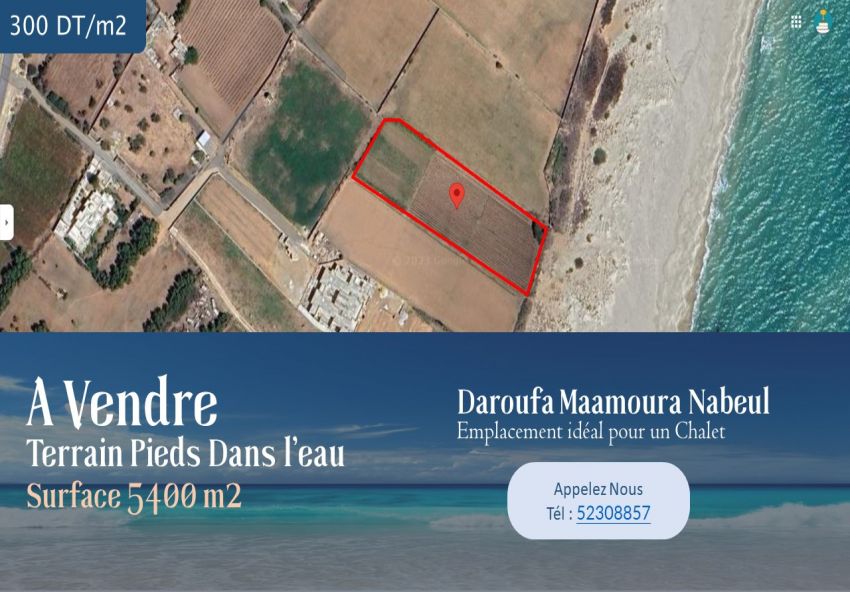 300 DT/m2
A Vendre
Terrain Pieds Dans l'eau
Surface 5400 m2
Daroufa Maamoura Nabeul
Emplacement idéal pour un Chalet
Appelez Nous
Tél : 52308857